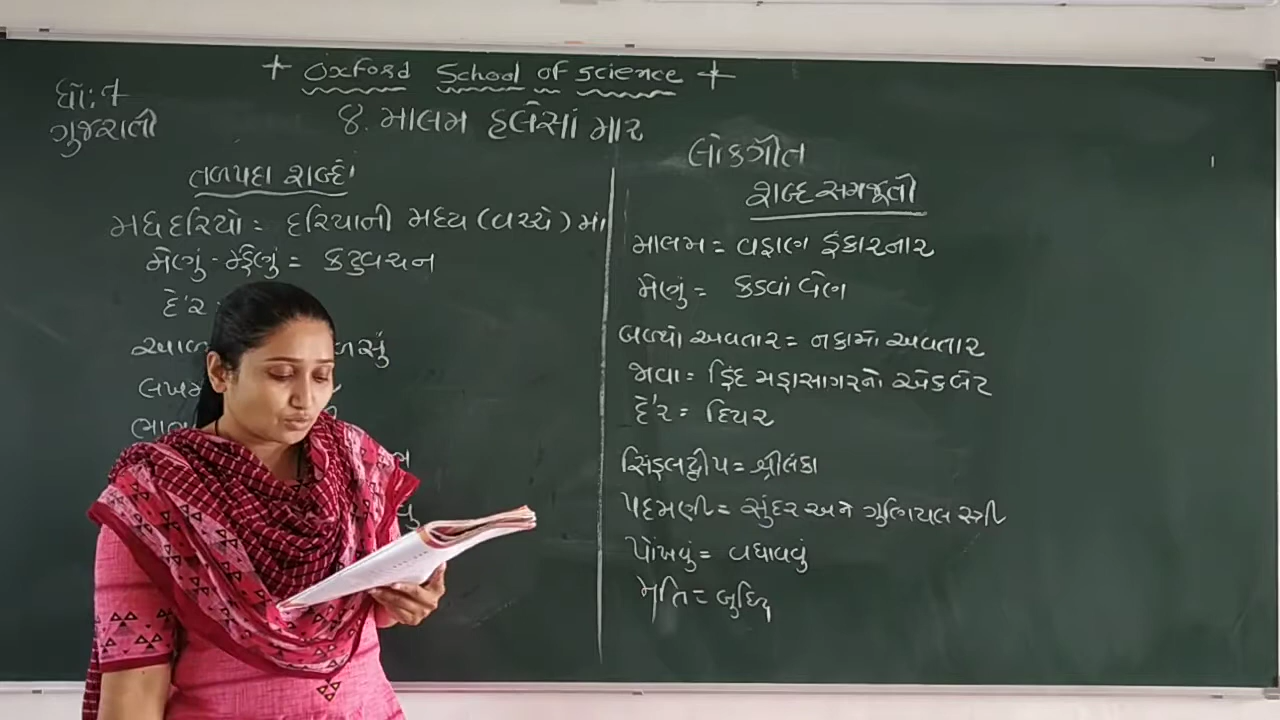 + Oxford School of Science +
ધો: ૭
ગુજરાતી
૪. માલમ હલેસાં માર
લોકગીત
તળપદા શબ્દો
મધદરિયો = દરિયાની મધ્ય (વચ્ચે) માં
મેણું - મ્હેણું = કટુવચન
દે'ર
શબ્દ સમજૂતી
માલમ = વહાણ હંકારનાર
મેણું = કડવાં વેણ
બળ્યો અવતાર = નકામો અવતાર
જાવા = હિંદ મહાસાગરનો એક બેટ
દે'ર = દિયર
સિંહલદ્વીપ = શ્રીલંકા
પદમણી = સુંદર અને ગુણિયલ સ્ત્રી
પોંખવું = વધાવવું
મતિ = બુદ્ધિ